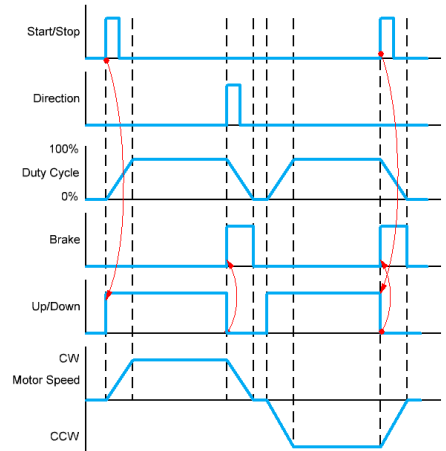 Start/Stop
Direction
100%
Duty Cycle
0%
Brake
Up/Down
CW
Motor Speed
CCW